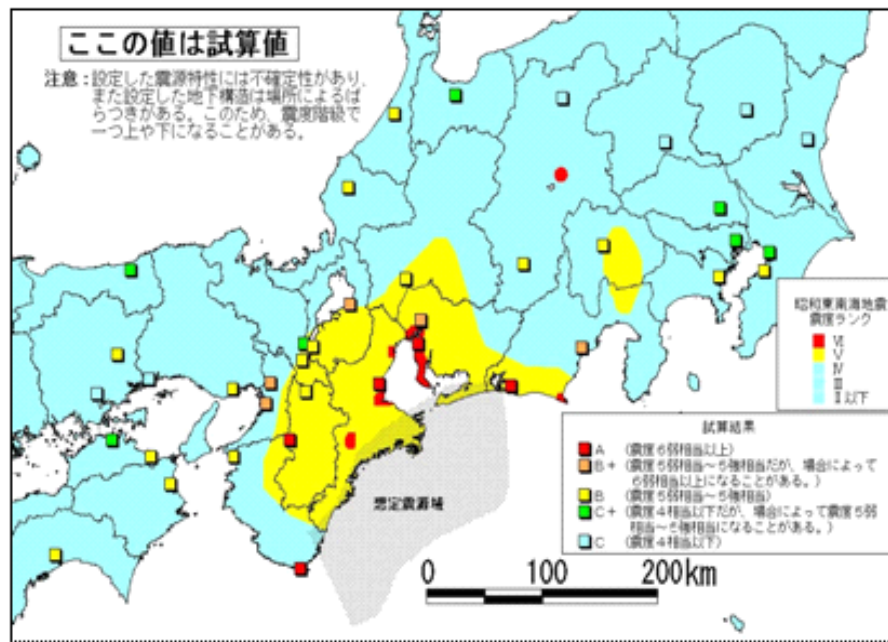 ここの値は試算値
注意：設定した震源特性には不確定性があり、
また設定した地下構造は場所によるば
らつきがある。このため、震度階級で
一つ上や下になることがある。
昭和東南海地震
震度ランク
Ⅵ
Ⅴ
Ⅳ
Ⅲ
Ⅱ以下
試算結果
A （震度６弱相当以上）
B+ （震度５弱相当～５強相当だが、場合によって
６弱相当以上になることがある。）
B （震度５弱相当～５強相当）
C+ （震度４相当以下だが、場合によって震度５弱
相当～５強相当になることがある。）
C （震度４相当以下）
想定震源域
0 100 200km